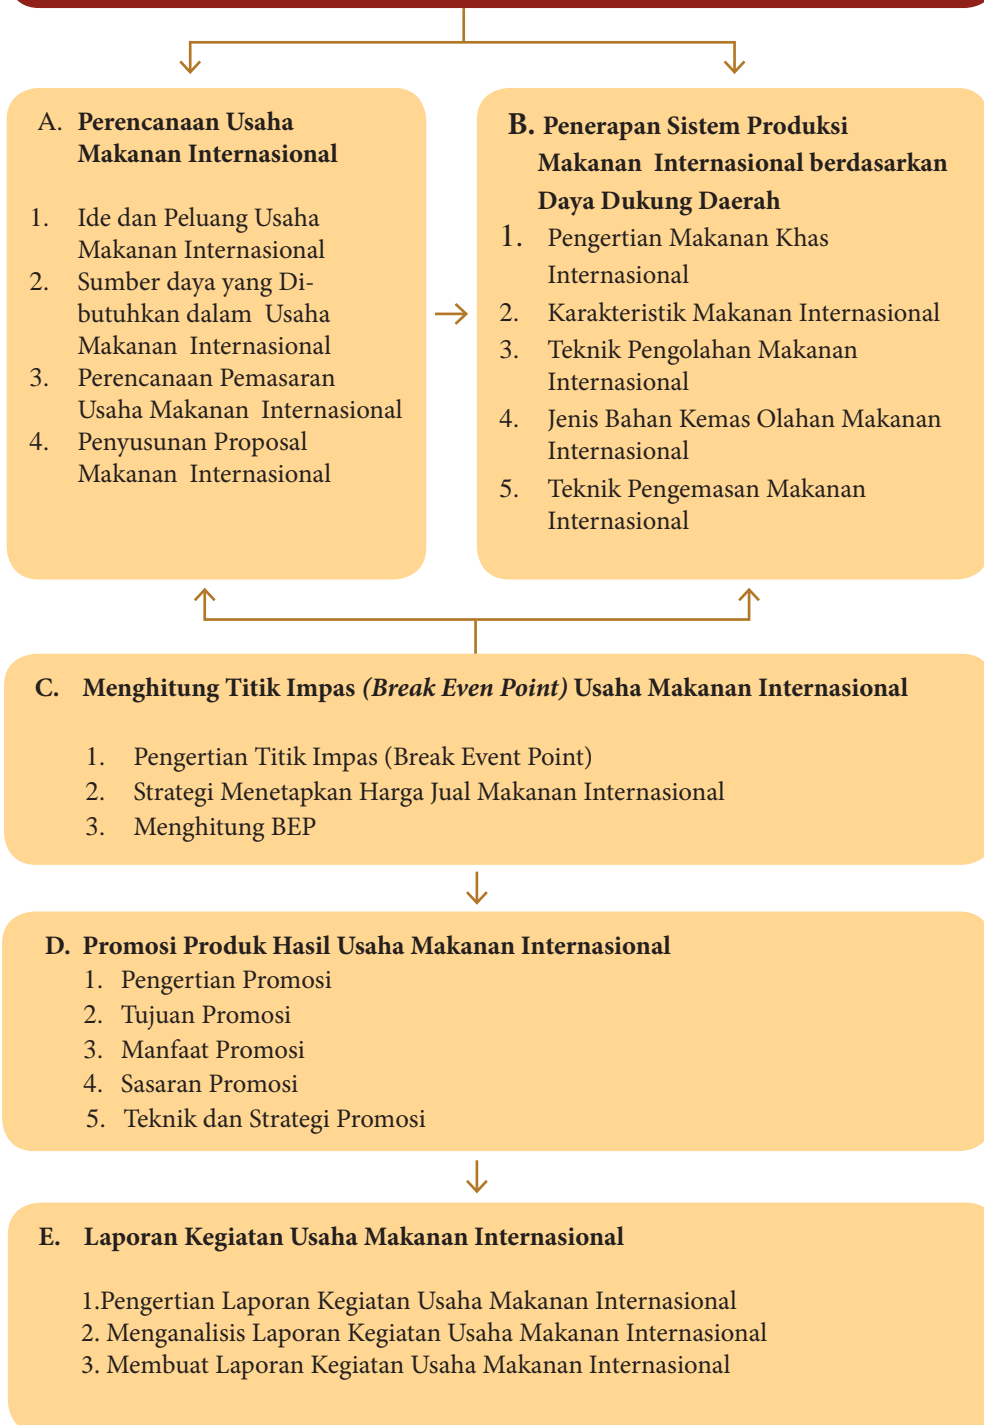 A. Perencanaan Usaha
Makanan Internasional
1. Ide dan Peluang Usaha
Makanan Internasional
2. Sumber daya yang Di-
butuhkan dalam Usaha
Makanan Internasional
3. Perencanaan Pemasaran
Usaha Makanan Internasional
4. Penyusunan Proposal
Makanan Internasional
B. Penerapan Sistem Produksi
Makanan Internasional berdasarkan
Daya Dukung Daerah
1. Pengertian Makanan Khas
Internasional
2. Karakteristik Makanan Internasional
3. Teknik Pengolahan Makanan
Internasional
4. Jenis Bahan Kemas Olahan Makanan
Internasional
5. Teknik Pengemasan Makanan
Internasional
C. Menghitung Titik Impas (Break Even Point) Usaha Makanan Internasional
1. Pengertian Titik Impas (Break Event Point)
2. Strategi Menetapkan Harga Jual Makanan Internasional
3. Menghitung BEP
D. Promosi Produk Hasil Usaha Makanan Internasional
1. Pengertian Promosi
2. Tujuan Promosi
3. Manfaat Promosi
4. Sasaran Promosi
5. Teknik dan Strategi Promosi
E. Laporan Kegiatan Usaha Makanan Internasional
1.Pengertian Laporan Kegiatan Usaha Makanan Internasional
2. Menganalisis Laporan Kegiatan Usaha Makanan Internasional
3. Membuat Laporan Kegiatan Usaha Makanan Internasional